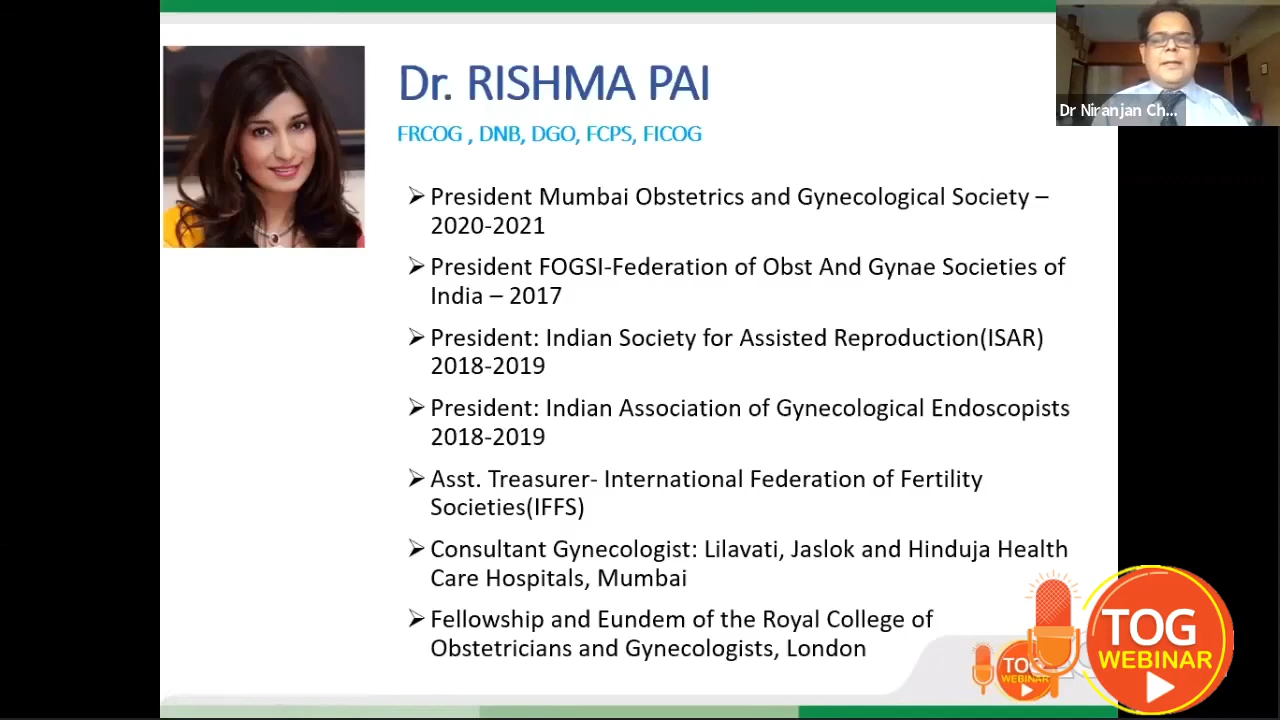 Dr. RISHMA PAI
FRCOG , DNB, DGO, FCPS, FICOG
➢ President Mumbai Obstetrics and Gynecological Society –
2020-2021
➢ President FOGSI-Federation of Obst And Gynae Societies of
India – 2017
➢ President: Indian Society for Assisted Reproduction(ISAR)
2018-2019
➢ President: Indian Association of Gynecological Endoscopists
2018-2019
➢ Asst. Treasurer- International Federation of Fertility
Societies(IFFS)
➢ Consultant Gynecologist: Lilavati, Jaslok and Hinduja Health
Care Hospitals, Mumbai
➢ Fellowship and Eundem of the Royal College of
Obstetricians and Gynecologists, London
Dr Niranjan Ch...
TOG
WEBINAR
TOG
WEBINAR